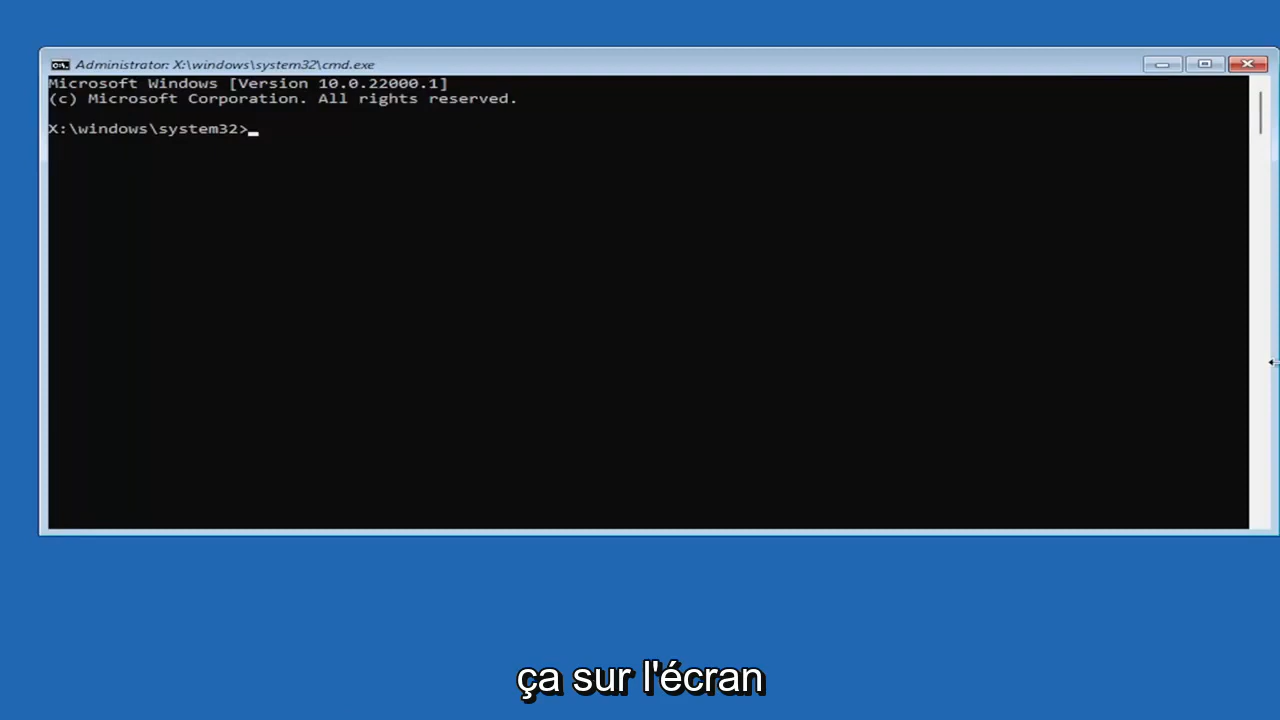 Administrator: X:\windows\system32\cmd.exe
Microsoft Windows [Version 10.0.22000.1]
(c) Microsoft Corporation. All rights reserved.
X:\windows\system32>
ça sur l'écran